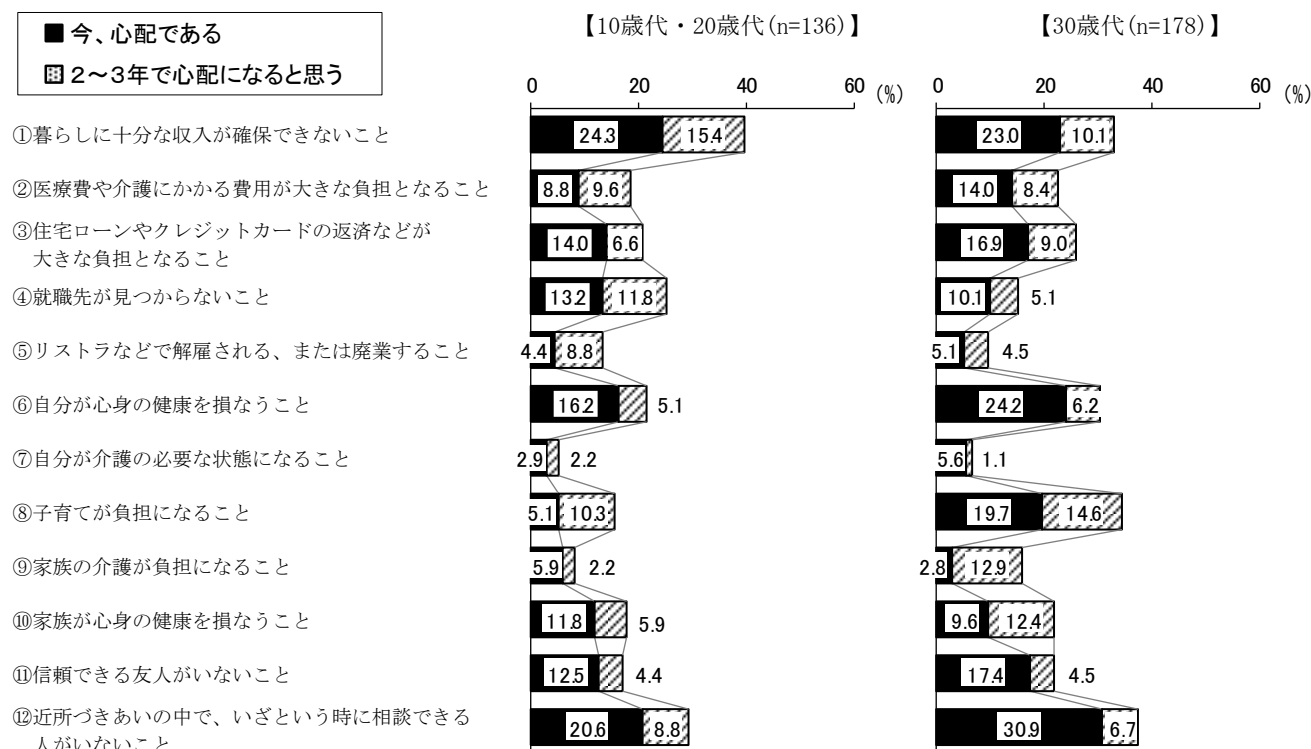 ■今、心配である
２～３年で心配になると思う
【10歳代・20歳代(n=136)】
【30歳代(n=178)】
0 20 40 60 (%)
0 20 40 60 (%)
①暮らしに十分な収入が確保できないこと 24.3 15.4 23.0 10.1
②医療費や介護にかかる費用が大きな負担となること 8.8 9.6 14.0 8.4
③住宅ローンやクレジットカードの返済などが
大きな負担となること 14.0 6.6 16.9 9.0
④就職先が見つからないこと 13.2 11.8 10.1 5.1
⑤リストラなどで解雇される、または廃業すること 4.4 8.8 5.1 4.5
⑥自分が心身の健康を損なうこと 16.2 5.1 24.2 6.2
⑦自分が介護の必要な状態になること 2.9 2.2 5.6 1.1
⑧子育てが負担になること 5.1 10.3 19.7 14.6
⑨家族の介護が負担になること 5.9 2.2 2.8 12.9
⑩家族が心身の健康を損なうこと 11.8 5.9 9.6 12.4
⑪信頼できる友人がいないこと 12.5 4.4 17.4 4.5
⑫近所づきあいの中で、いざという時に相談できる
人がいないこと 20.6 8.8 30.9 6.7